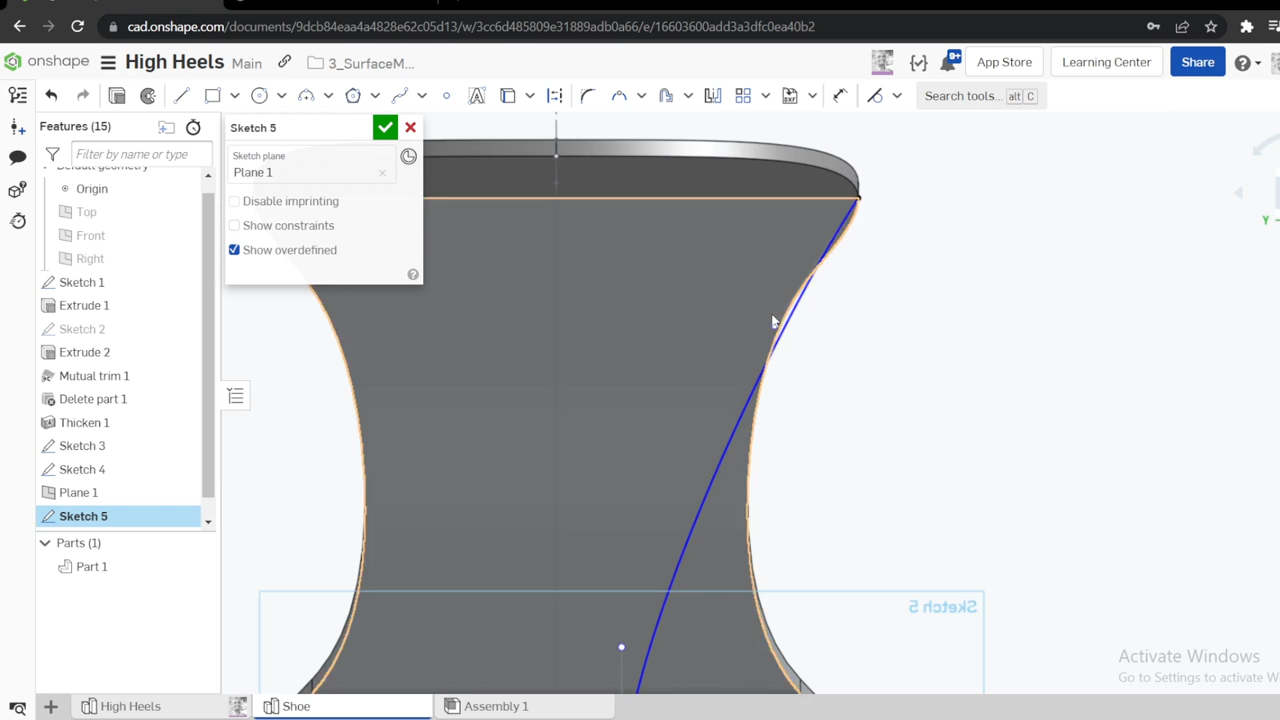 cad.onshape.com/documents/9dcb84eaa4a4828e62c05d13/w/3cc6d485809e31889adb0a66/e/16603600add3a3dfc0ea40b2
onshape High Heels Main 3_SurfaceM... App Store Learning Center Share
Search tools... alt C
Features (15)
Filter by name or type
Default geometry
Origin
Top
Front
Right
Sketch 1
Extrude 1
Sketch 2
Extrude 2
Mutual trim 1
Delete part 1
Thicken 1
Sketch 3
Sketch 4
Plane 1
Sketch 5
Parts (1)
Part 1
Sketch 5
Sketch plane
Plane 1
Disable imprinting
Show constraints
Show overdefined
Y
Sketch 5
Activate Windows
Go to Settings to activate W
High Heels Shoe Assembly 1